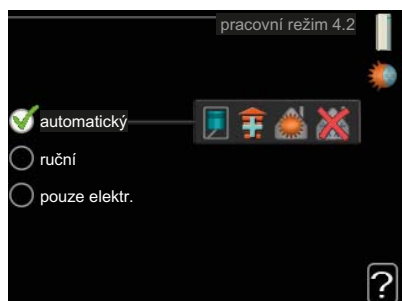 pracovní režim 4.2
automatický
ruční
pouze elektr.
?